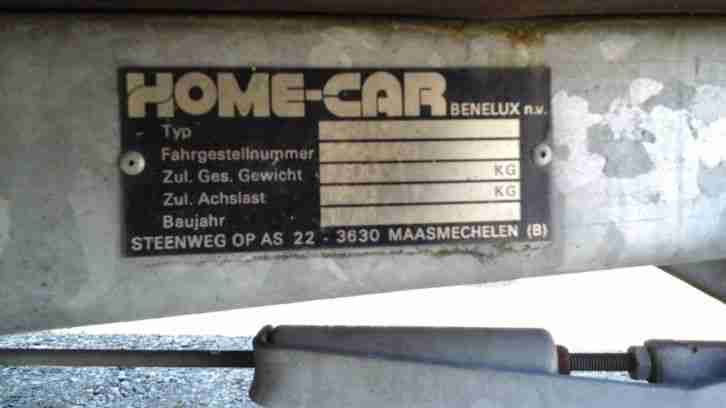 HOME-CAR BENELUX n.v.
Typ
Fahrgestellnummer
Zul. Ges. Gewicht KG
Zul. Achslast KG
Baujahr
STEENWEG OP AS 22 - 3630 MAASMECHELEN (B)